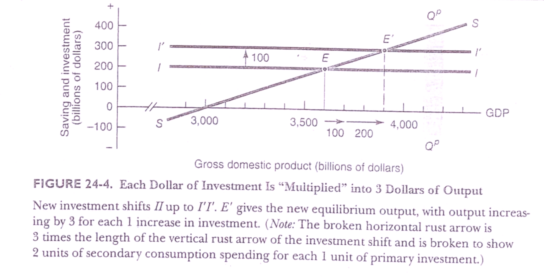 +
Q^p
400
S
300
I'
E'
I'
200
I
100
E
I
100
0
GDP
-100
S
3,000
3,500
4,000
100 200
Q^p
-
Saving and investment
(billions of dollars)
Gross domestic product (billions of dollars)
FIGURE 24-4. Each Dollar of Investment Is "Multiplied" into 3 Dollars of Output
New investment shifts II up to I'I'. E' gives the new equilibrium output, with output increas-
ing by 3 for each 1 increase in investment. (Note: The broken horizontal rust arrow is
3 times the length of the vertical rust arrow of the investment shift and is broken to show
2 units of secondary consumption spending for each 1 unit of primary investment.)